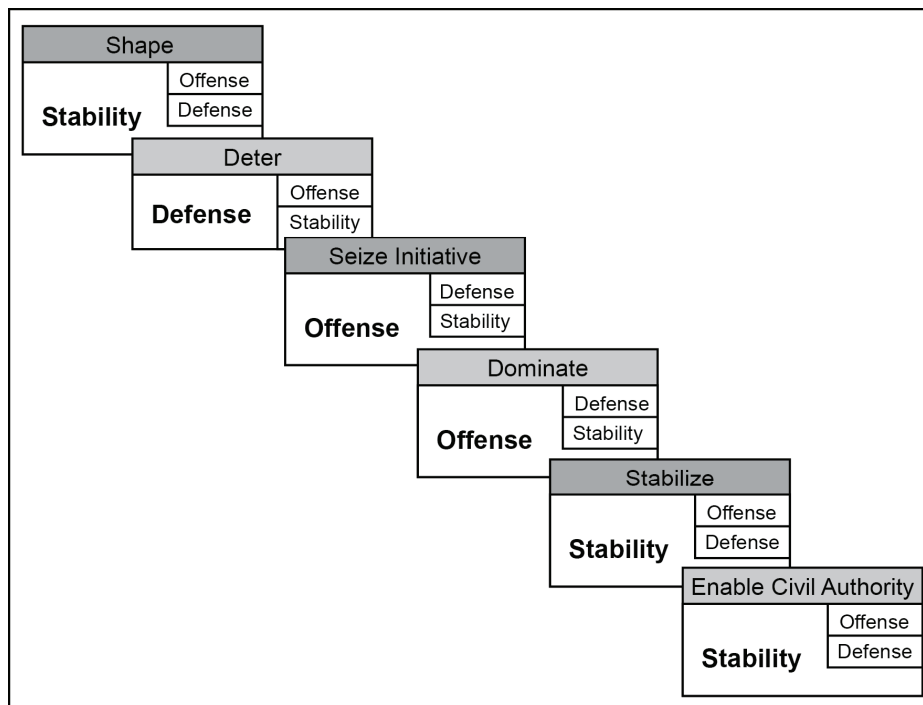 Shape
Offense
Stability
Defense
Deter
Offense
Defense
Stability
Seize Initiative
Defense
Offense
Stability
Dominate
Defense
Offense
Stability
Stabilize
Offense
Stability
Defense
Enable Civil Authority
Offense
Stability
Defense